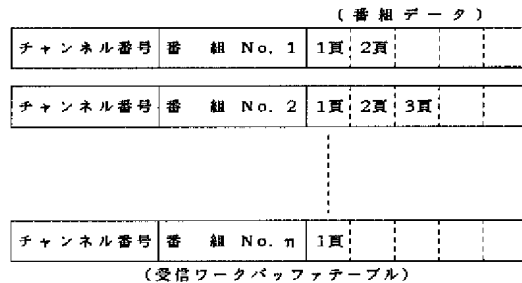 (番組データ)
チャンネル番号 番 組 No. 1 1頁 2頁
チャンネル番号 番 組 No. 2 1頁 2頁 3頁
チャンネル番号 番 組 No. n 1頁
(受信ワークバッファテーブル)